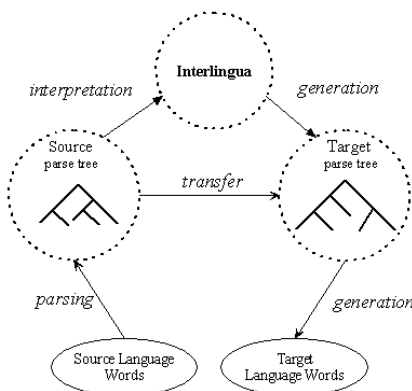 Interlingua
interpretation
generation
Source
parse tree
transfer
Target
parse tree
parsing
generation
Source Language
Words
Target
Language Words